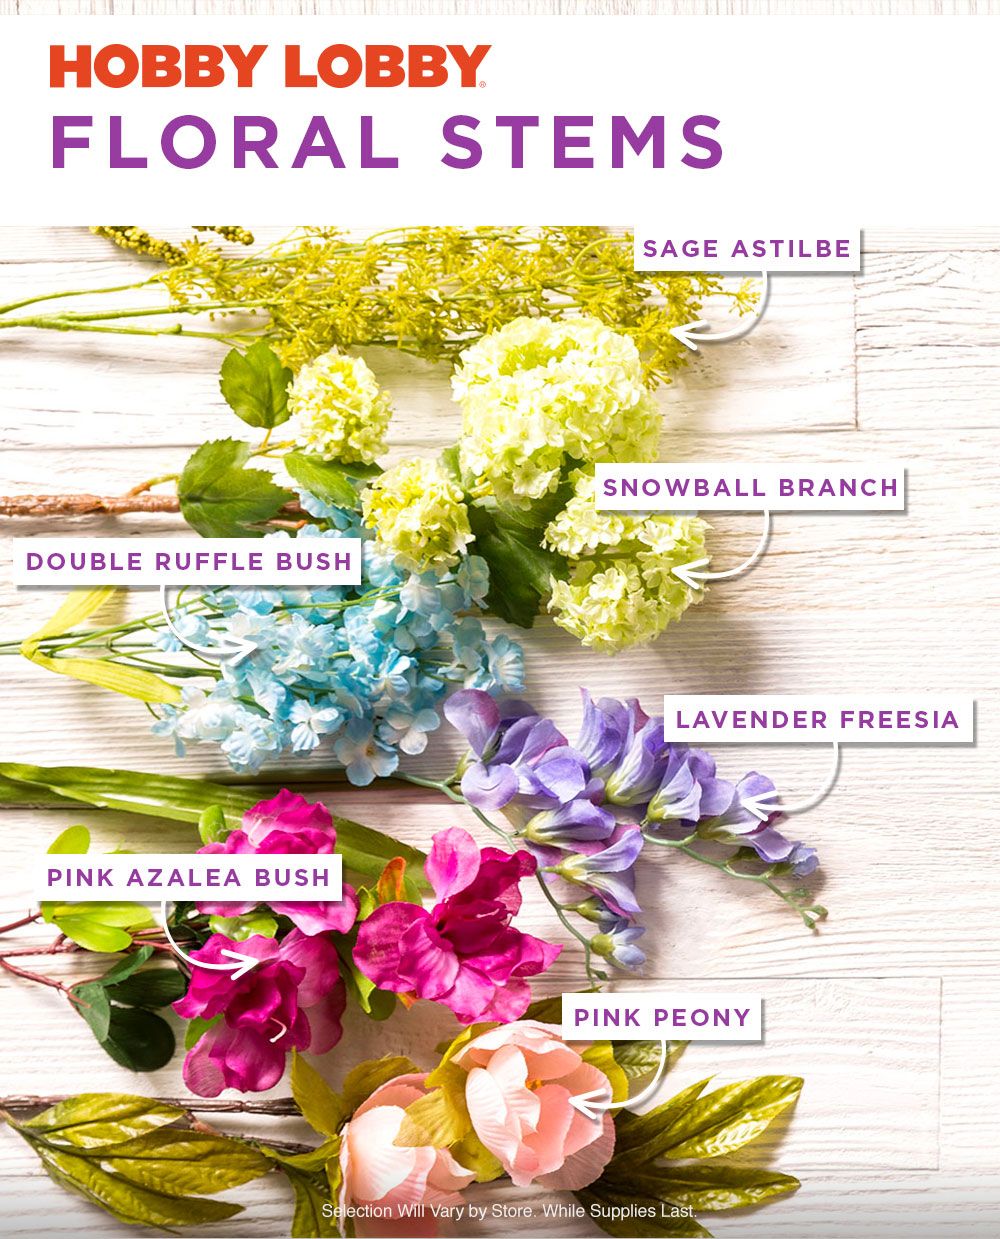 HOBBY LOBBY®
FLORAL STEMS
SAGE ASTILBE
SNOWBALL BRANCH
DOUBLE RUFFLE BUSH
LAVENDER FREESIA
PINK AZALEA BUSH
PINK PEONY
Selection Will Vary by Store. While Supplies Last.